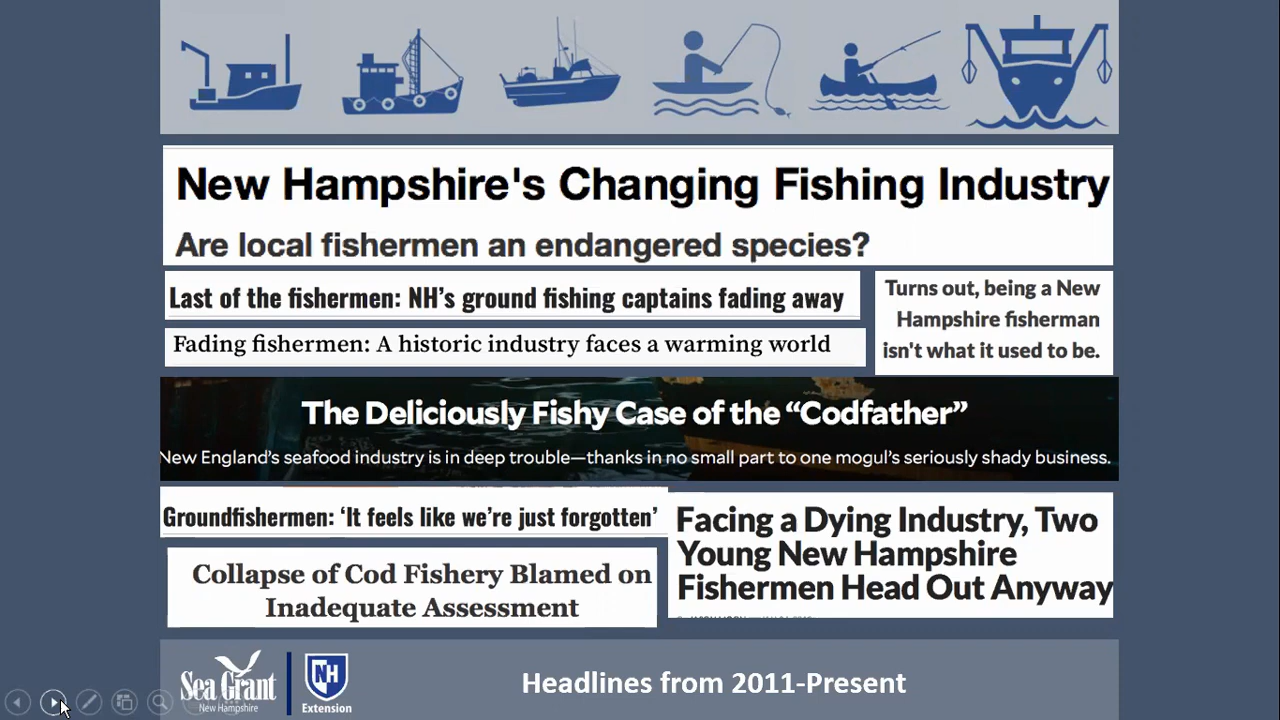 New Hampshire's Changing Fishing Industry
Are local fishermen an endangered species?
Last of the fishermen: NH’s ground fishing captains fading away
Fading fishermen: A historic industry faces a warming world
Turns out, being a New
Hampshire fisherman
isn't what it used to be.
The Deliciously Fishy Case of the “Codfather”
New England’s seafood industry is in deep trouble—thanks in no small part to one mogul’s seriously shady business.
Groundfishermen: ‘It feels like we’re just forgotten’
Collapse of Cod Fishery Blamed on
Inadequate Assessment
Facing a Dying Industry, Two
Young New Hampshire
Fishermen Head Out Anyway
Sea Grant
New Hampshire
NH
Extension
Headlines from 2011-Present